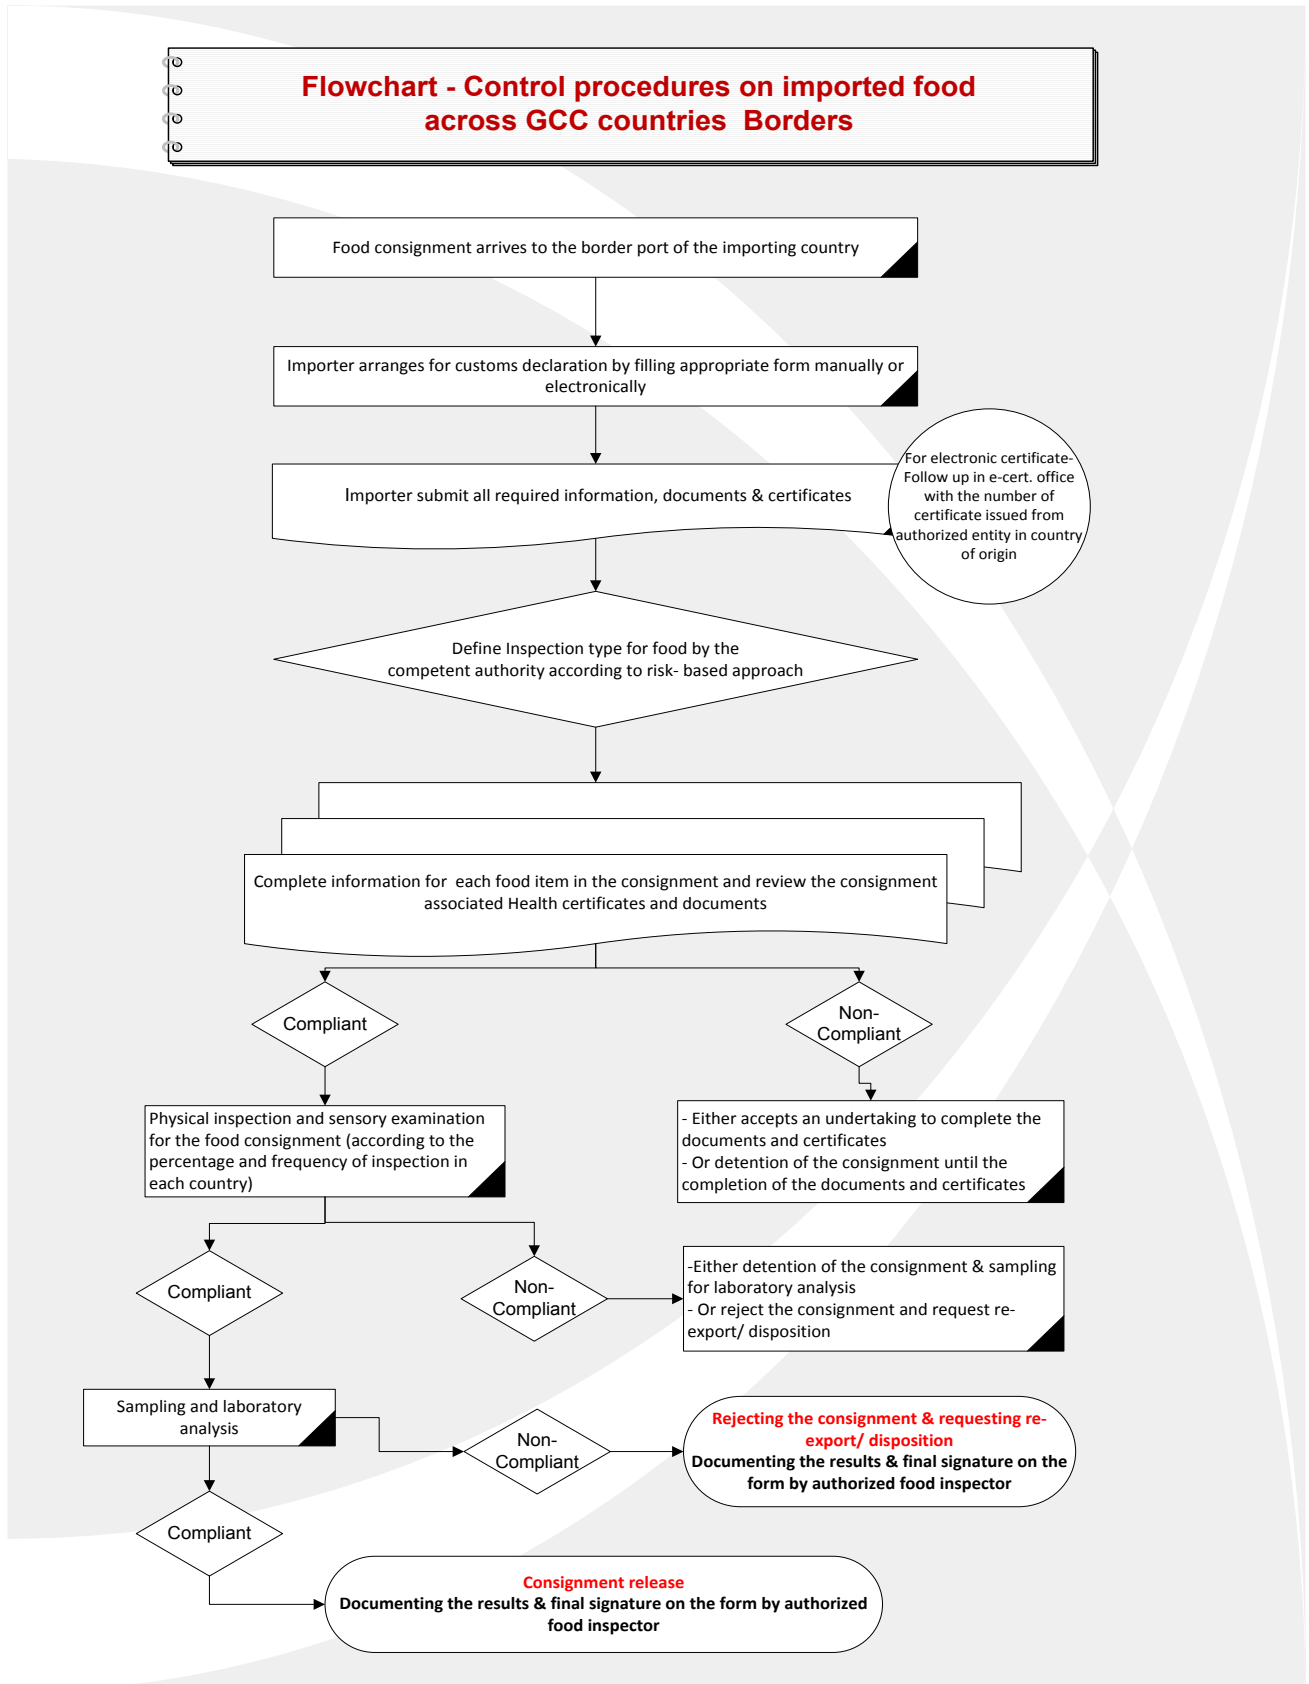 Flowchart - Control procedures on imported food
across GCC countries  Borders
Food consignment arrives to the border port of the importing country
Importer arranges for customs declaration by filling appropriate form manually or
electronically
For electronic certificate-
Follow up in e-cert. office
with the number of
certificate issued from
authorized entity in country
of origin
Importer submit all required information, documents & certificates
Define Inspection type for food by the
competent authority according to risk- based approach
Complete information for  each food item in the consignment and review the consignment
associated Health certificates and documents
Compliant
Non-
Compliant
Physical inspection and sensory examination
for the food consignment (according to the
percentage and frequency of inspection in
each country)
- Either accepts an undertaking to complete the
documents and certificates
- Or detention of the consignment until the
completion of the documents and certificates
Compliant
Non-
Compliant
-Either detention of the consignment & sampling
for laboratory analysis
- Or reject the consignment and request re-
export/ disposition
Sampling and laboratory
analysis
Non-
Compliant
Rejecting the consignment & requesting re-
export/ disposition
Documenting the results & final signature on the
form by authorized food inspector
Compliant
Consignment release
Documenting the results & final signature on the form by authorized
food inspector